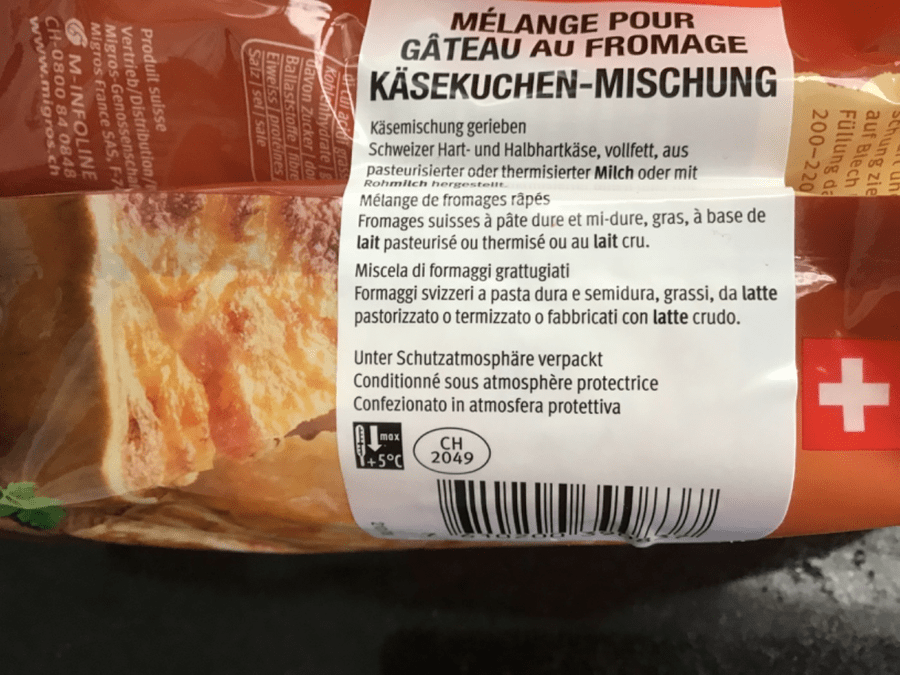 MÉLANGE POUR
GÂTEAU AU FROMAGE
KÄSEKUCHEN-MISCHUNG
Käsemischung gerieben
Schweizer Hart- und Halbhartkäse, vollfett, aus
pasteurisierter oder thermisierter Milch oder mit
Rohmilch hergestellt.
Mélange de fromages râpés
Fromages suisses à pâte dure et mi-dure, gras, à base de
lait pasteurisé ou thermisé ou au lait cru.
Miscela di formaggi grattugiati
Formaggi svizzeri a pasta dura e semidura, grassi, da latte
pastorizzato o termizzato o fabbricati con latte crudo.
Unter Schutzatmosphäre verpackt
Conditionné sous atmosphère protectrice
Confezionato in atmosfera protettiva
max
+5°C
CH
2049
Produit suisse
Vertrieb/Distribution/
Migros-Genossenscha
Migros France SAS, F-7
M-INFOLINE
CH-0800 84 0848
www.migros.ch
Kohlenhydrate
davon Zucker
Ballaststoffe
Eiweiss | protéines
Salz | sel | sale
auf Blech
Füllung da
200-220